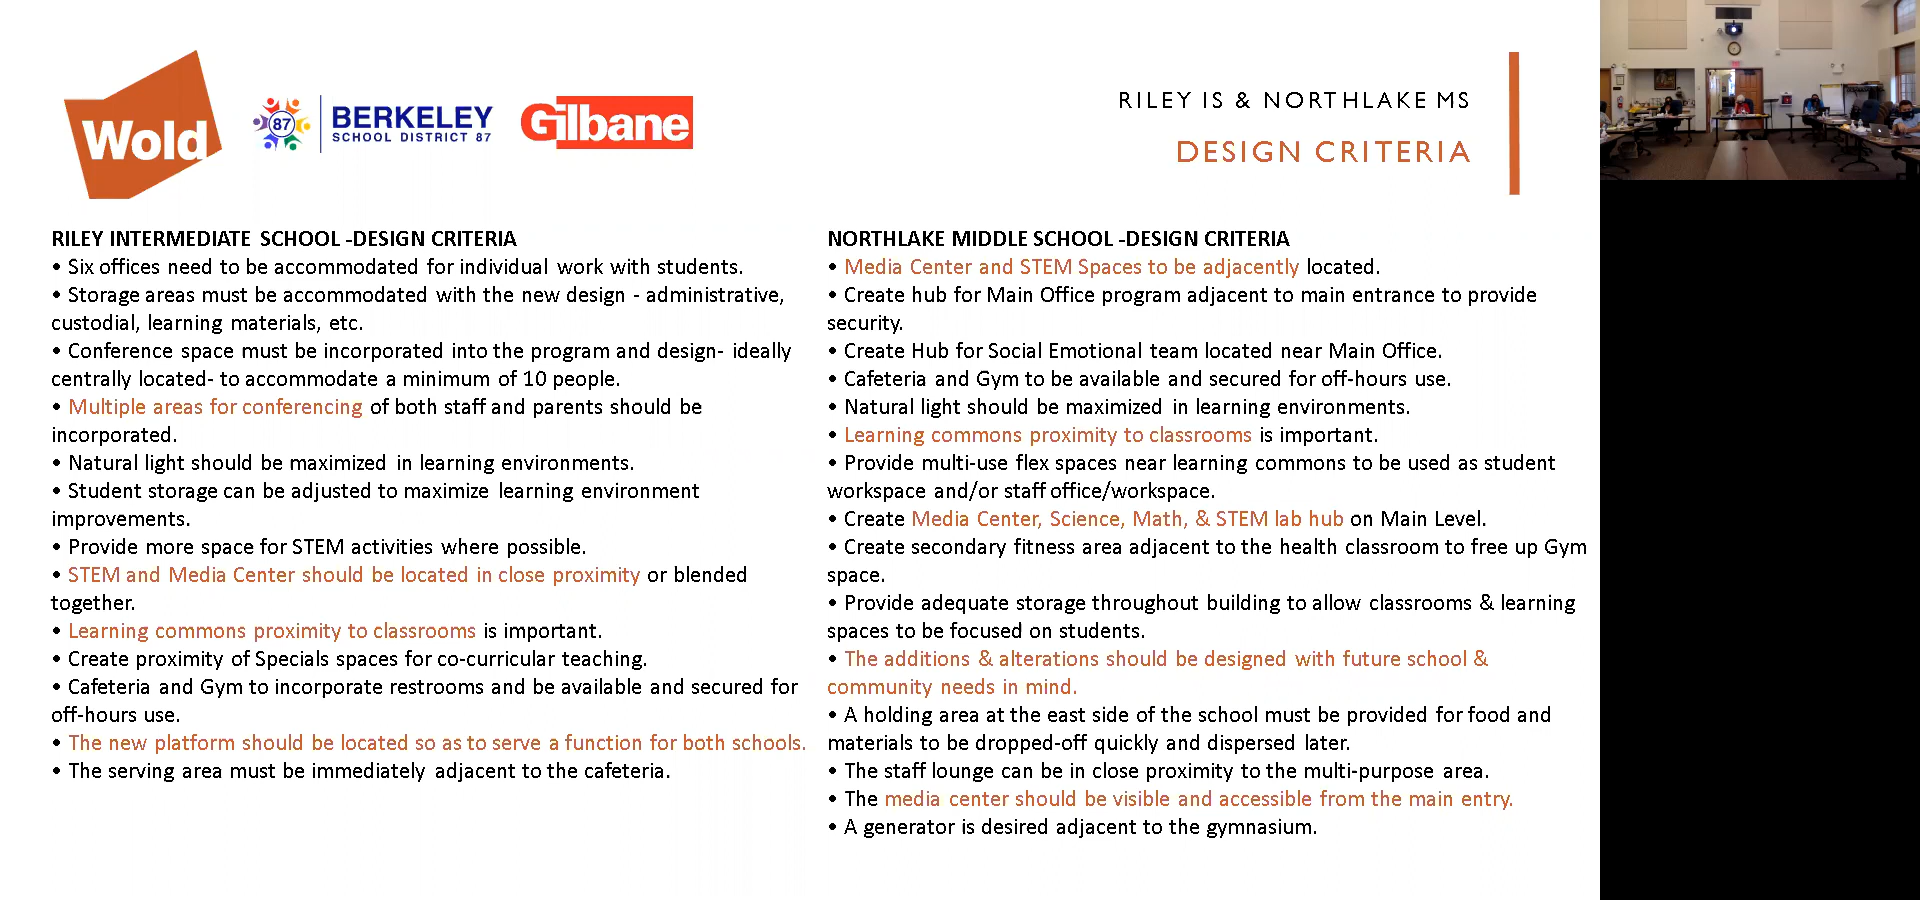 Wold
87
BERKELEY
SCHOOL DISTRICT 87
Gilbane
RILEY IS & NORTHLAKE MS
DESIGN CRITERIA
RILEY INTERMEDIATE SCHOOL -DESIGN CRITERIA
• Six offices need to be accommodated for individual work with students.
• Storage areas must be accommodated with the new design - administrative,
custodial, learning materials, etc.
• Conference space must be incorporated into the program and design- ideally
centrally located- to accommodate a minimum of 10 people.
• Multiple areas for conferencing of both staff and parents should be
incorporated.
• Natural light should be maximized in learning environments.
• Student storage can be adjusted to maximize learning environment
improvements.
• Provide more space for STEM activities where possible.
• STEM and Media Center should be located in close proximity or blended
together.
• Learning commons proximity to classrooms is important.
• Create proximity of Specials spaces for co-curricular teaching.
• Cafeteria and Gym to incorporate restrooms and be available and secured for
off-hours use.
• The new platform should be located so as to serve a function for both schools.
• The serving area must be immediately adjacent to the cafeteria.
NORTHLAKE MIDDLE SCHOOL -DESIGN CRITERIA
• Media Center and STEM Spaces to be adjacently located.
• Create hub for Main Office program adjacent to main entrance to provide
security.
• Create Hub for Social Emotional team located near Main Office.
• Cafeteria and Gym to be available and secured for off-hours use.
• Natural light should be maximized in learning environments.
• Learning commons proximity to classrooms is important.
• Provide multi-use flex spaces near learning commons to be used as student
workspace and/or staff office/workspace.
• Create Media Center, Science, Math, & STEM lab hub on Main Level.
• Create secondary fitness area adjacent to the health classroom to free up Gym
space.
• Provide adequate storage throughout building to allow classrooms & learning
spaces to be focused on students.
• The additions & alterations should be designed with future school &
community needs in mind.
• A holding area at the east side of the school must be provided for food and
materials to be dropped-off quickly and dispersed later.
• The staff lounge can be in close proximity to the multi-purpose area.
• The media center should be visible and accessible from the main entry.
• A generator is desired adjacent to the gymnasium.